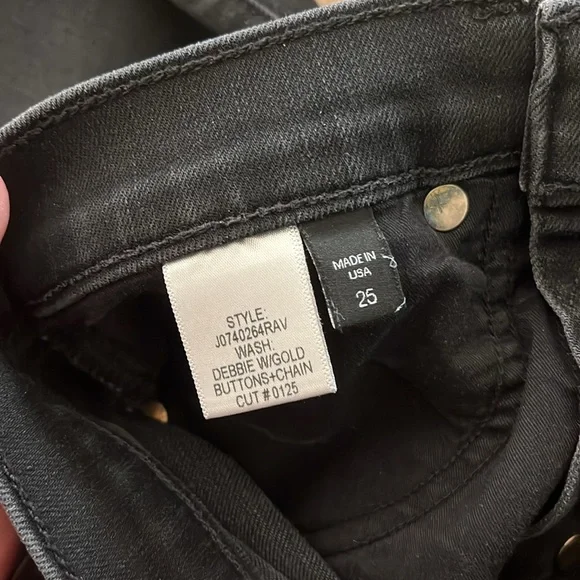 STYLE:
J0740264RAV
WASH:
DEBBIE W/GOLD
BUTTONS+CHAIN
CUT # 0125
MADE IN
USA
25